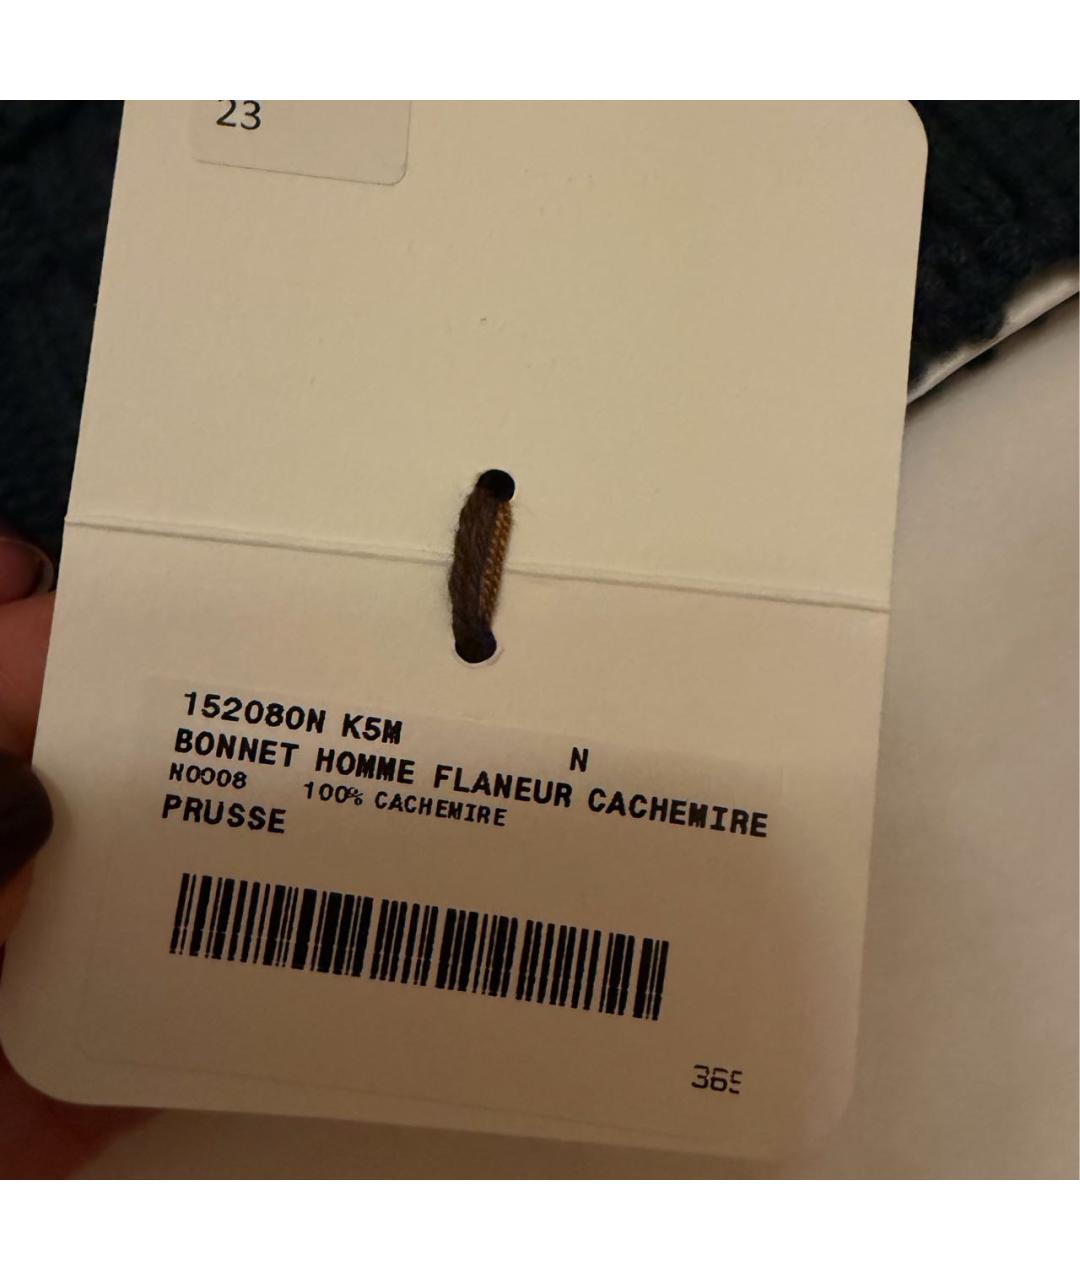 23
152080N K5M
N
BONNET HOMME FLANEUR CACHEMIRE
N0008 100% CACHEMIRE
PRUSSE